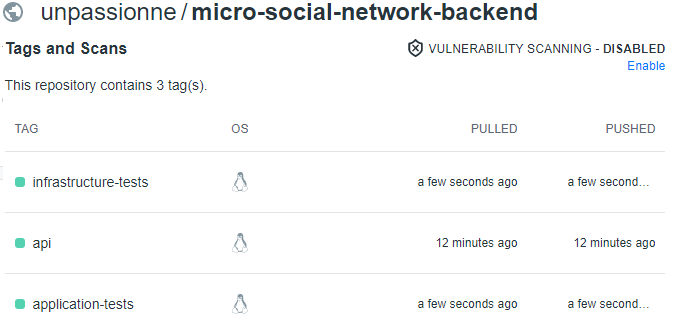 unpassionne / micro-social-network-backend
Tags and Scans
VULNERABILITY SCANNING - DISABLED
Enable
This repository contains 3 tag(s).
TAG OS PULLED PUSHED
infrastructure-tests a few seconds ago a few second...
api 12 minutes ago 12 minutes ago
application-tests a few seconds ago a few second...